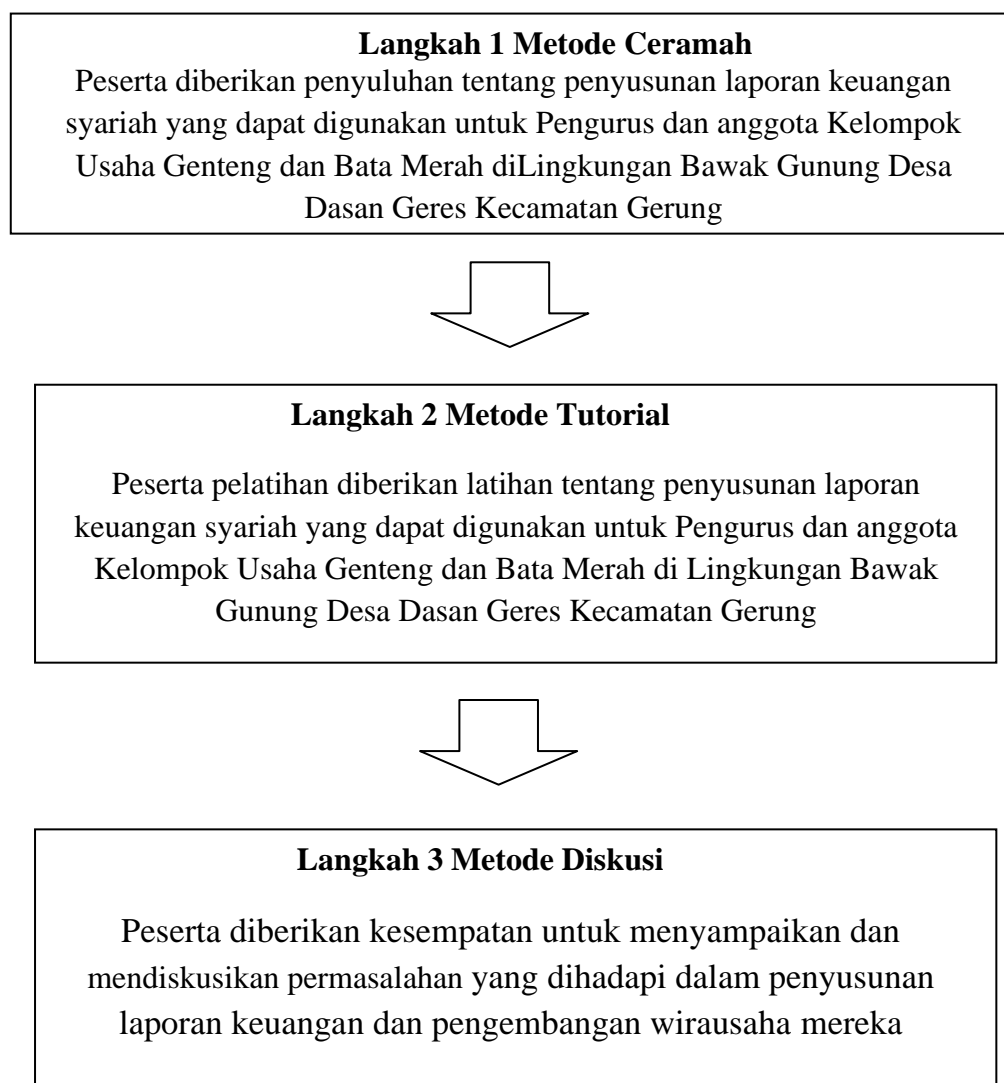 Langkah 1 Metode Ceramah
Peserta diberikan penyuluhan tentang penyusunan laporan keuangan
syariah yang dapat digunakan untuk Pengurus dan anggota Kelompok
Usaha Genteng dan Bata Merah diLingkungan Bawak Gunung Desa
Dasan Geres Kecamatan Gerung
Langkah 2 Metode Tutorial
Peserta pelatihan diberikan latihan tentang penyusunan laporan
keuangan syariah yang dapat digunakan untuk Pengurus dan anggota
Kelompok Usaha Genteng dan Bata Merah di Lingkungan Bawak
Gunung Desa Dasan Geres Kecamatan Gerung
Langkah 3 Metode Diskusi
Peserta diberikan kesempatan untuk menyampaikan dan
mendiskusikan permasalahan yang dihadapi dalam penyusunan
laporan keuangan dan pengembangan wirausaha mereka